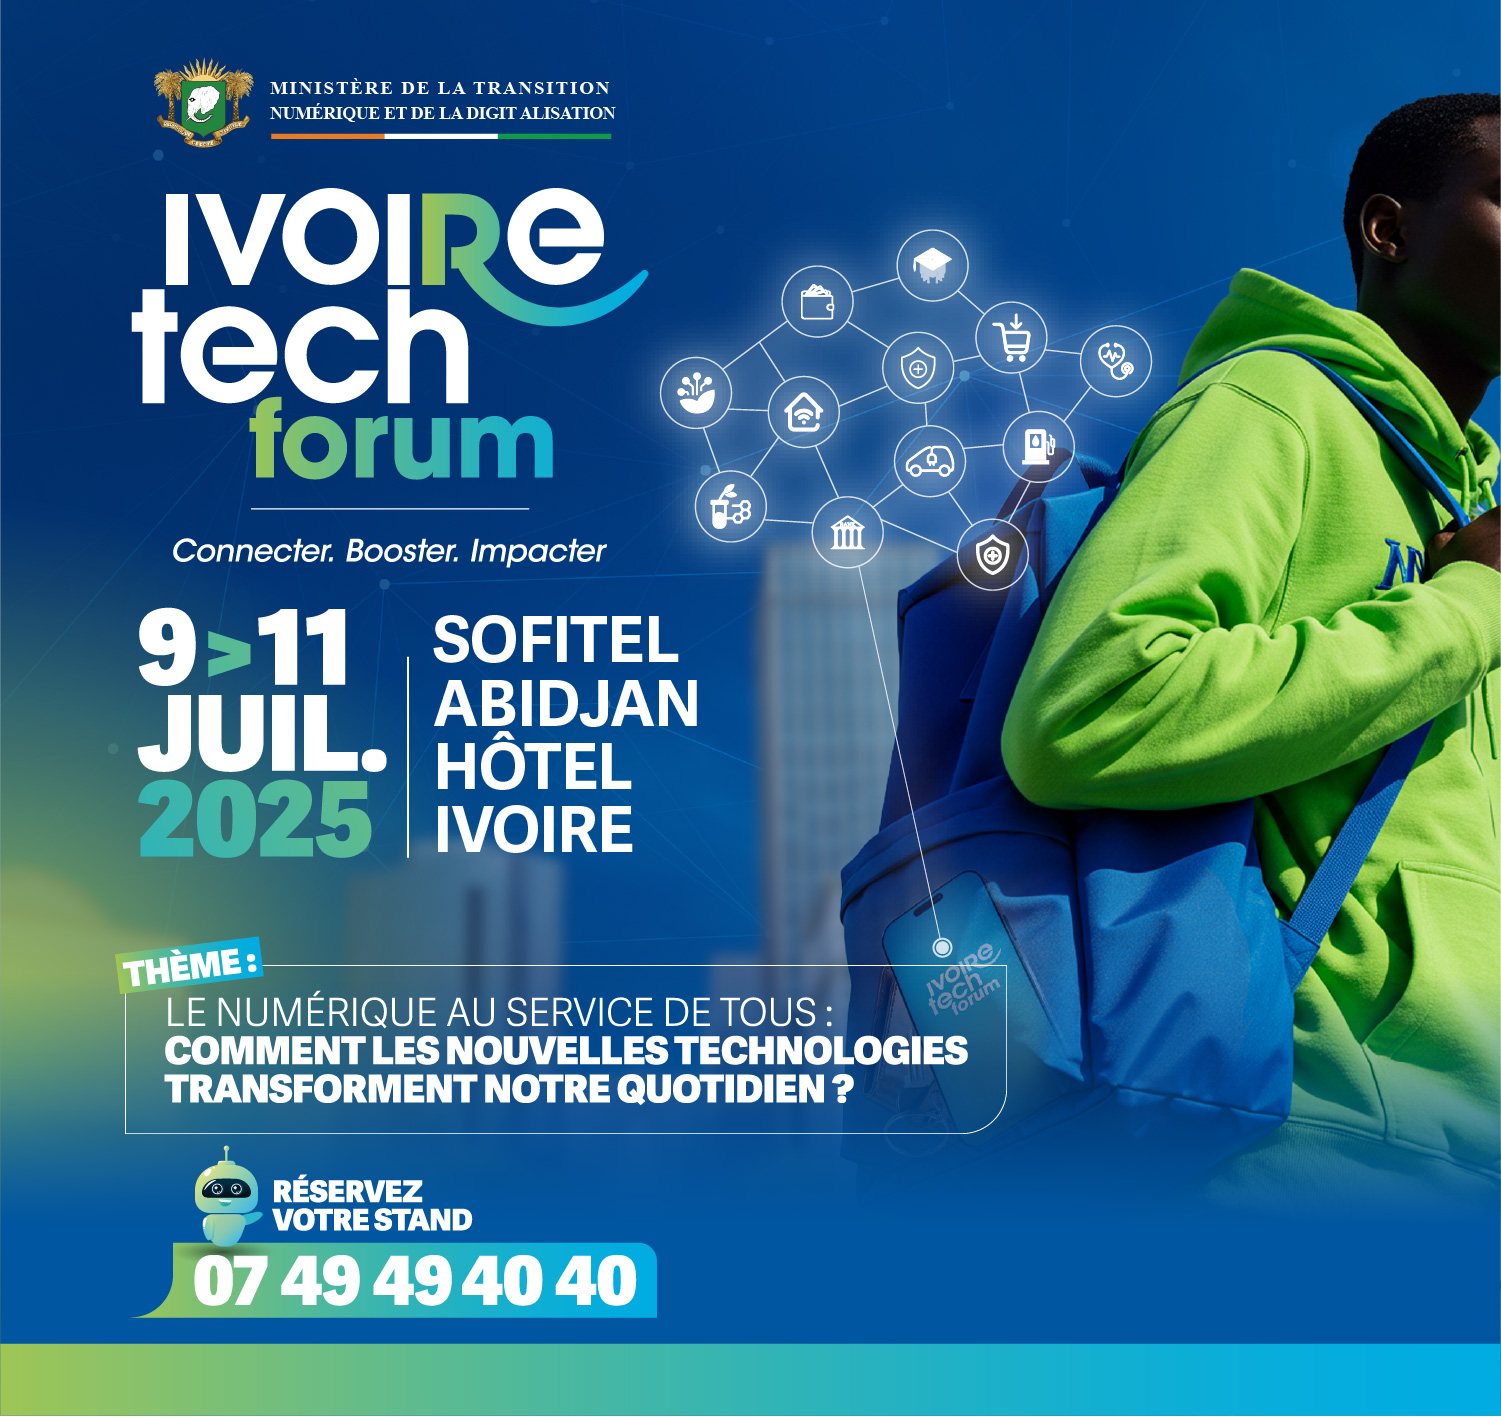 MINISTÈRE DE LA TRANSITION
NUMÉRIQUE ET DE LA DIGIT ALISATION
IVOIRE
tech
forum
Connecter. Booster. Impacter
9 > 11
JUIL.
2025
SOFITEL
ABIDJAN
HÔTEL
IVOIRE
BANK
IVOIRE
tech
forum
THÈME :
LE NUMÉRIQUE AU SERVICE DE TOUS :
COMMENT LES NOUVELLES TECHNOLOGIES
TRANSFORMENT NOTRE QUOTIDIEN ?
RÉSERVEZ
VOTRE STAND
07 49 49 40 40